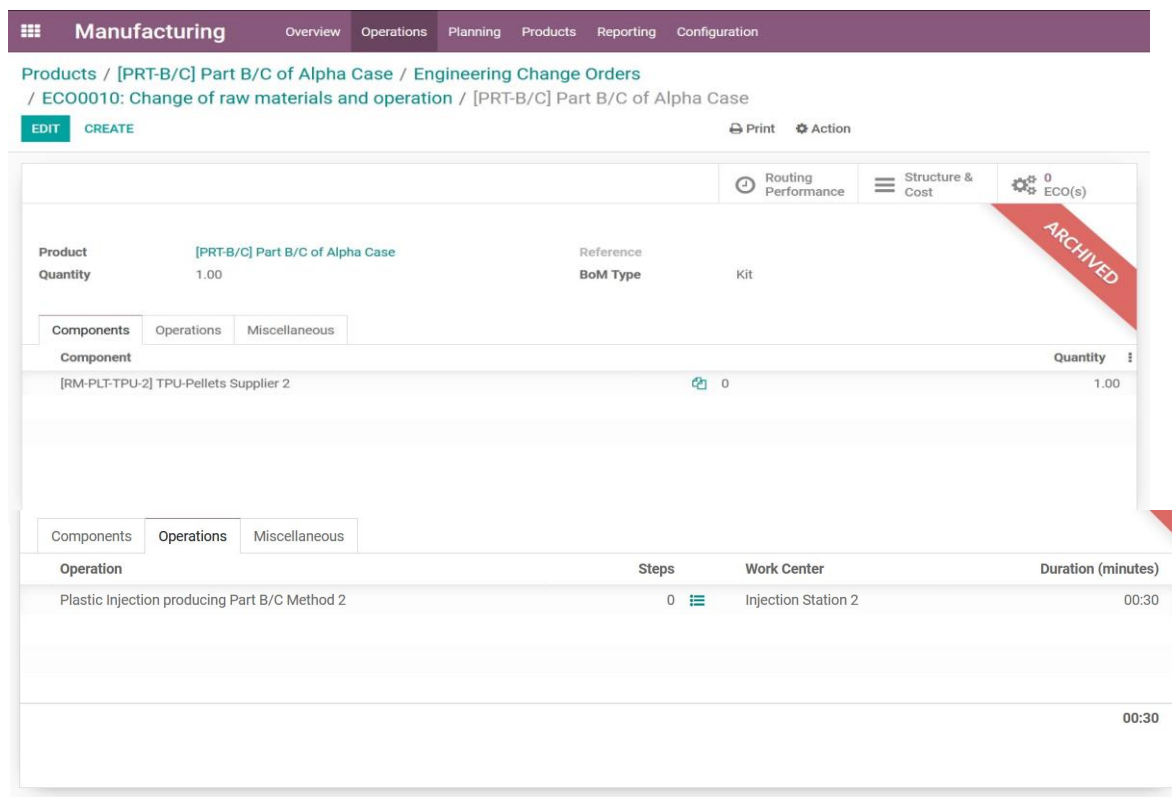 Manufacturing Overview Operations Planning Products Reporting Configuration
Products / [PRT-B/C] Part B/C of Alpha Case / Engineering Change Orders
/ ECO0010: Change of raw materials and operation / [PRT-B/C] Part B/C of Alpha Case
EDIT CREATE Print Action
Routing Performance Structure & Cost 0 ECO(s)
ARCHIVED
Product [PRT-B/C] Part B/C of Alpha Case Reference
Quantity 1.00 BoM Type Kit
Components Operations Miscellaneous
Component Quantity
[RM-PLT-TPU-2] TPU-Pellets Supplier 2 0 1.00
Components Operations Miscellaneous
Operation Steps Work Center Duration (minutes)
Plastic Injection producing Part B/C Method 2 0 Injection Station 2 00:30
00:30